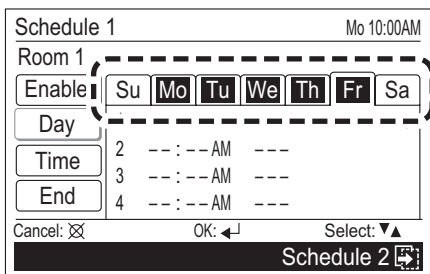 Schedule 1 Mo 10:00AM
Room 1
Enable Su Mo Tu We Th Fr Sa
Day
Time 2 --:--AM ---
3 --:--AM ---
End 4 --:--AM ---
Cancel: OK: Select: ▼▲
Schedule 2